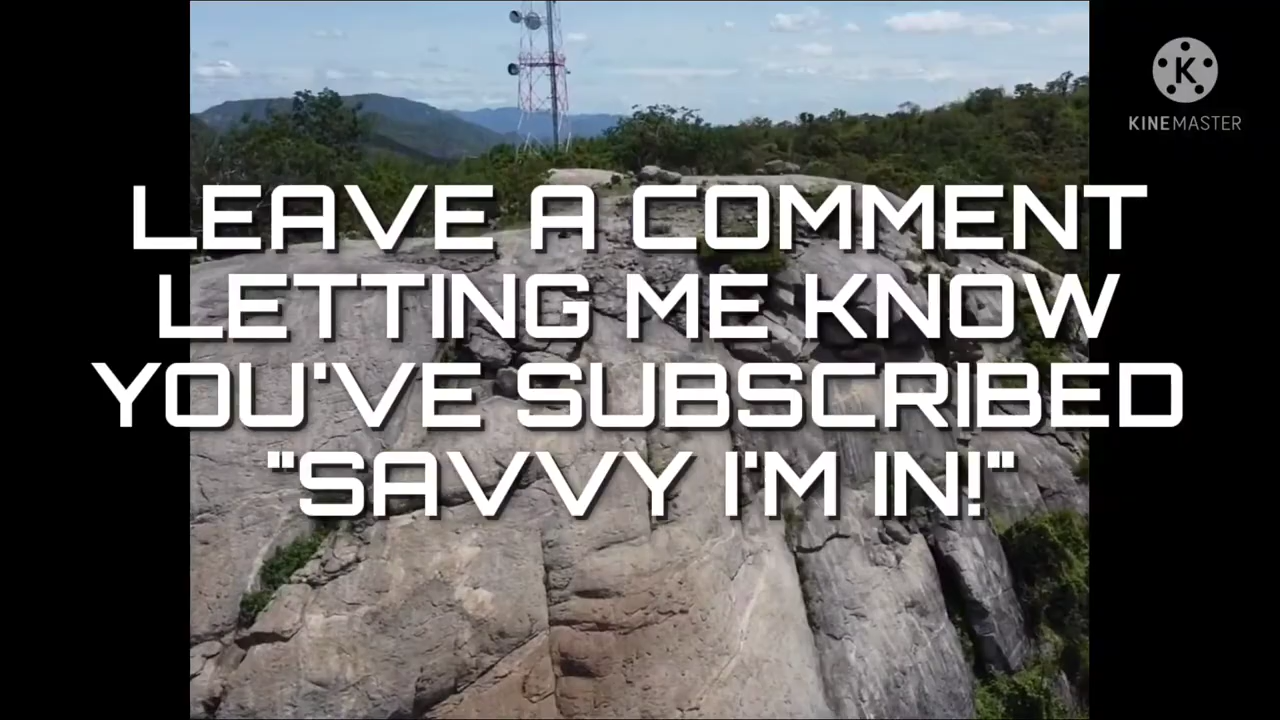 LEAVE A COMMENT
LETTING ME KNOW
YOU'VE SUBSCRIBED
"SAVVY I'M IN!"
K
KINEMASTER